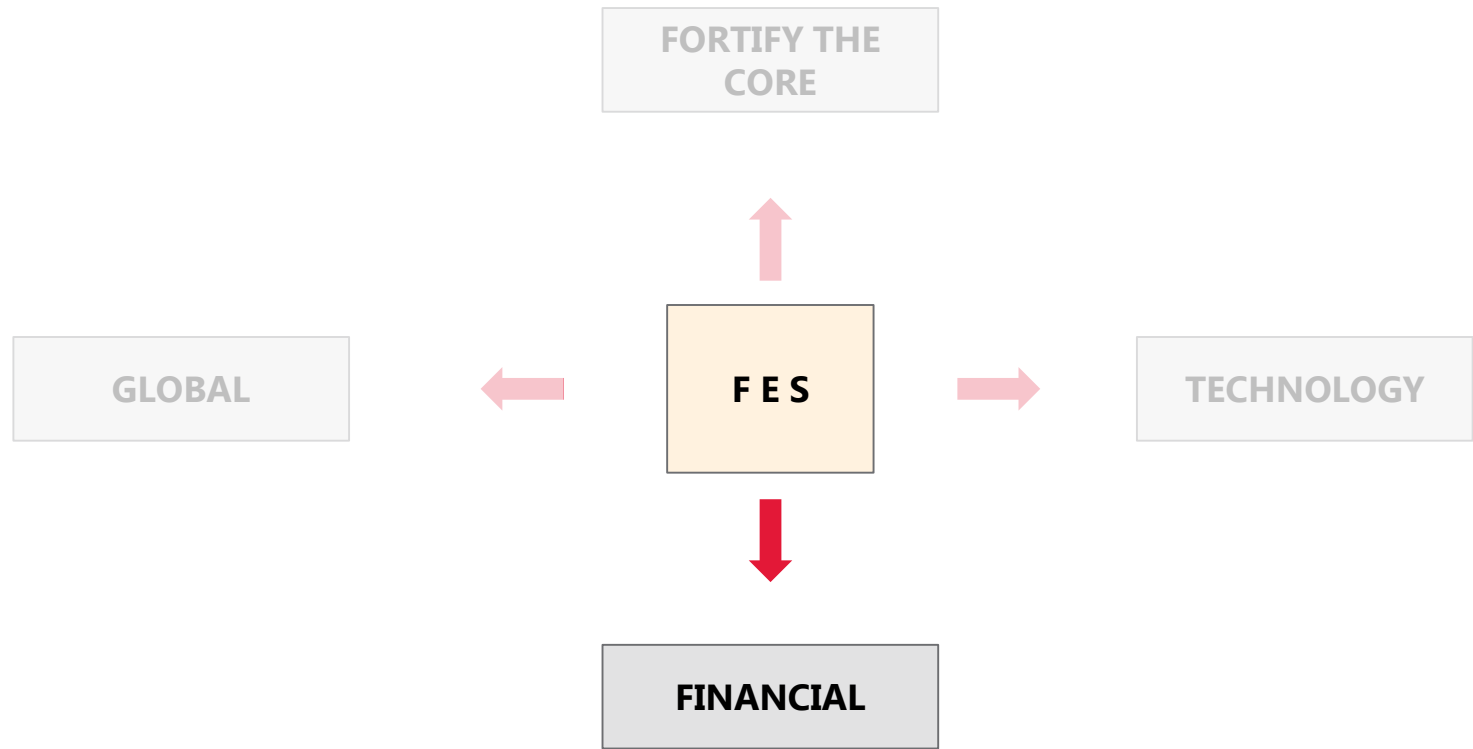 FORTIFY THE
CORE
GLOBAL
F E S
TECHNOLOGY
FINANCIAL